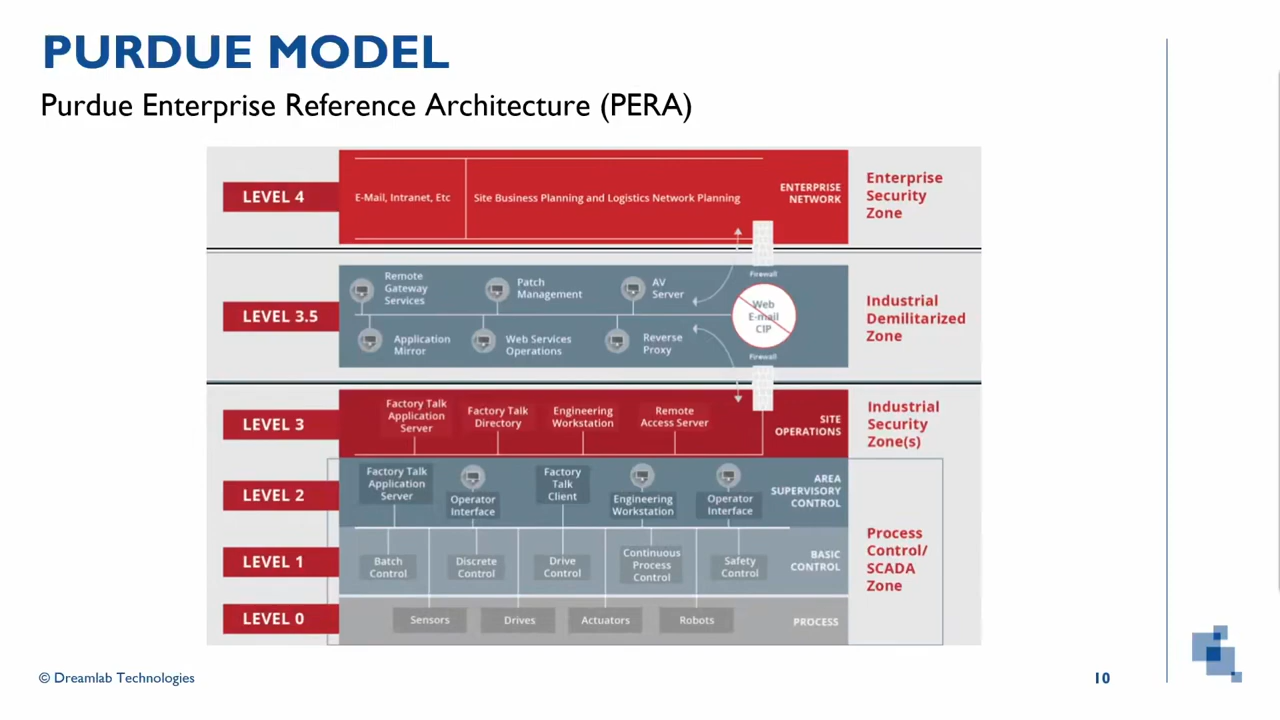 PURDUE MODEL
Purdue Enterprise Reference Architecture (PERA)
LEVEL 4
E-Mail, Intranet, Etc
Site Business Planning and Logistics Network Planning
ENTERPRISE
NETWORK
Enterprise
Security
Zone
Firewall
LEVEL 3.5
Remote
Gateway
Services
Patch
Management
AV
Server
Application
Mirror
Web Services
Operations
Reverse
Proxy
Web
E-mail
CIP
Firewall
Industrial
Demilitarized
Zone
LEVEL 3
Factory Talk
Application
Server
Factory Talk
Directory
Engineering
Workstation
Remote
Access Server
SITE
OPERATIONS
Industrial
Security
Zone(s)
LEVEL 2
Factory Talk
Application
Server
Operator
Interface
Factory
Talk
Client
Engineering
Workstation
Operator
Interface
AREA
SUPERVISORY
CONTROL
LEVEL 1
Batch
Control
Discrete
Control
Drive
Control
Continuous
Process
Control
Safety
Control
BASIC
CONTROL
Process
Control/
SCADA
Zone
LEVEL 0
Sensors
Drives
Actuators
Robots
PROCESS
© Dreamlab Technologies
10